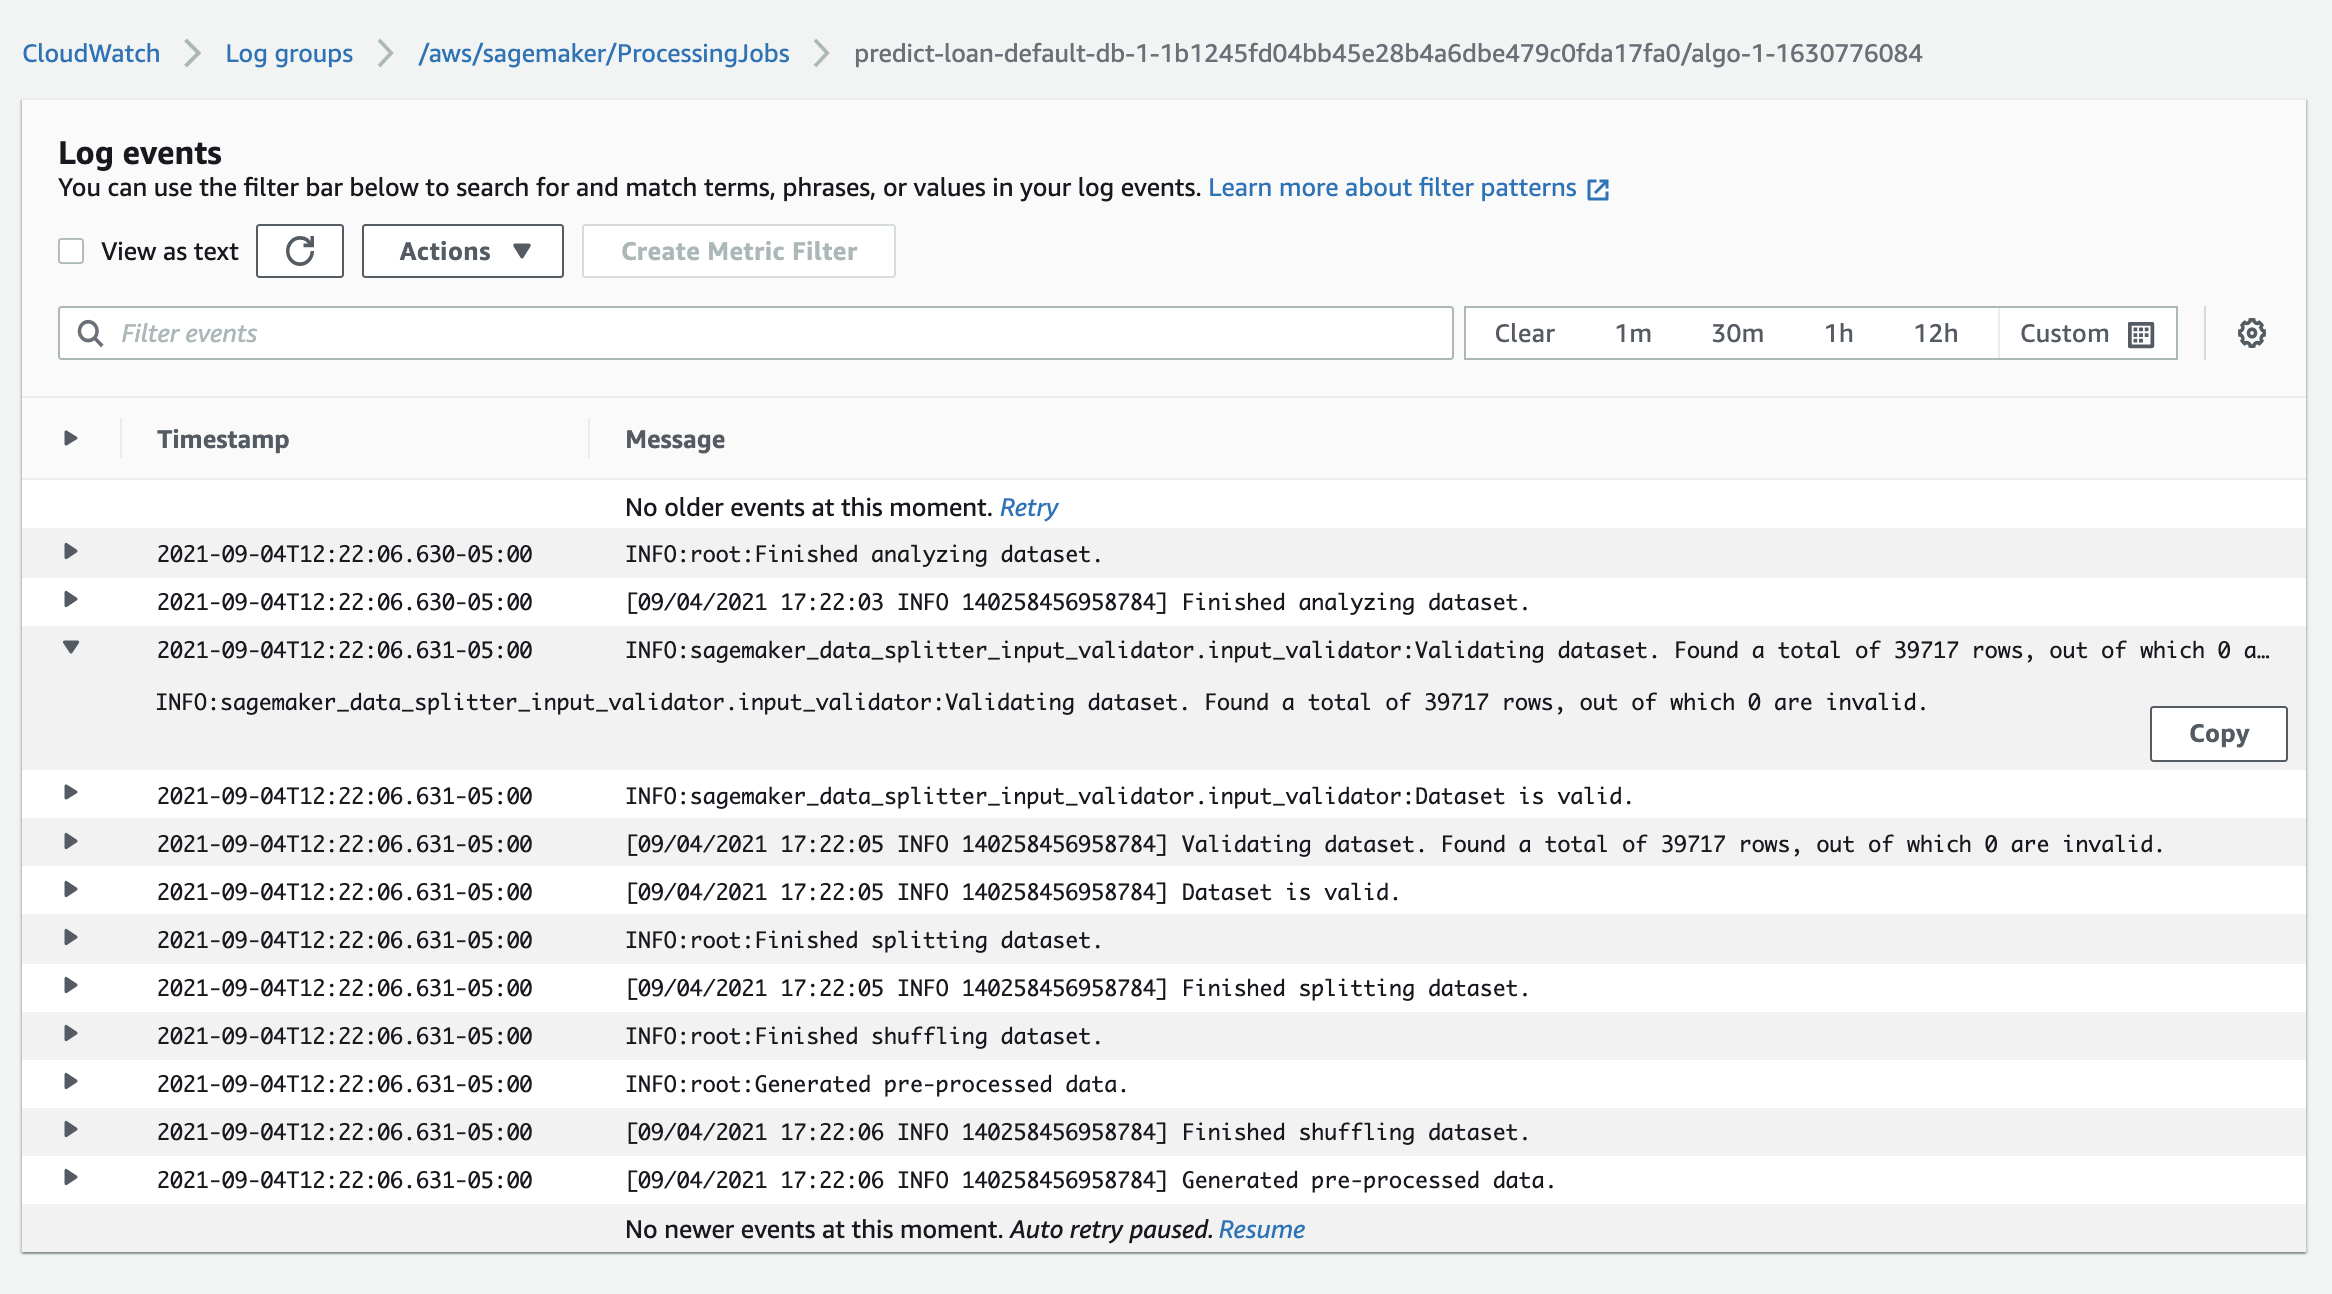 CloudWatch > Log groups > /aws/sagemaker/ProcessingJobs > predict-loan-default-db-1-1b1245fd04bb45e28b4a6dbe479c0fda17fa0/algo-1-1630776084
Log events
You can use the filter bar below to search for and match terms, phrases, or values in your log events. Learn more about filter patterns
View as text Actions Create Metric Filter
Filter events Clear 1m 30m 1h 12h Custom
Timestamp Message
No older events at this moment. Retry
2021-09-04T12:22:06.630-05:00 INFO:root:Finished analyzing dataset.
2021-09-04T12:22:06.630-05:00 [09/04/2021 17:22:03 INFO 140258456958784] Finished analyzing dataset.
2021-09-04T12:22:06.631-05:00 INFO:sagemaker_data_splitter_input_validator.input_validator:Validating dataset. Found a total of 39717 rows, out of which 0 a…
INFO:sagemaker_data_splitter_input_validator.input_validator:Validating dataset. Found a total of 39717 rows, out of which 0 are invalid.
Copy
2021-09-04T12:22:06.631-05:00 INFO:sagemaker_data_splitter_input_validator.input_validator:Dataset is valid.
2021-09-04T12:22:06.631-05:00 [09/04/2021 17:22:05 INFO 140258456958784] Validating dataset. Found a total of 39717 rows, out of which 0 are invalid.
2021-09-04T12:22:06.631-05:00 [09/04/2021 17:22:05 INFO 140258456958784] Dataset is valid.
2021-09-04T12:22:06.631-05:00 INFO:root:Finished splitting dataset.
2021-09-04T12:22:06.631-05:00 [09/04/2021 17:22:05 INFO 140258456958784] Finished splitting dataset.
2021-09-04T12:22:06.631-05:00 INFO:root:Finished shuffling dataset.
2021-09-04T12:22:06.631-05:00 INFO:root:Generated pre-processed data.
2021-09-04T12:22:06.631-05:00 [09/04/2021 17:22:06 INFO 140258456958784] Finished shuffling dataset.
2021-09-04T12:22:06.631-05:00 [09/04/2021 17:22:06 INFO 140258456958784] Generated pre-processed data.
No newer events at this moment. Auto retry paused. Resume